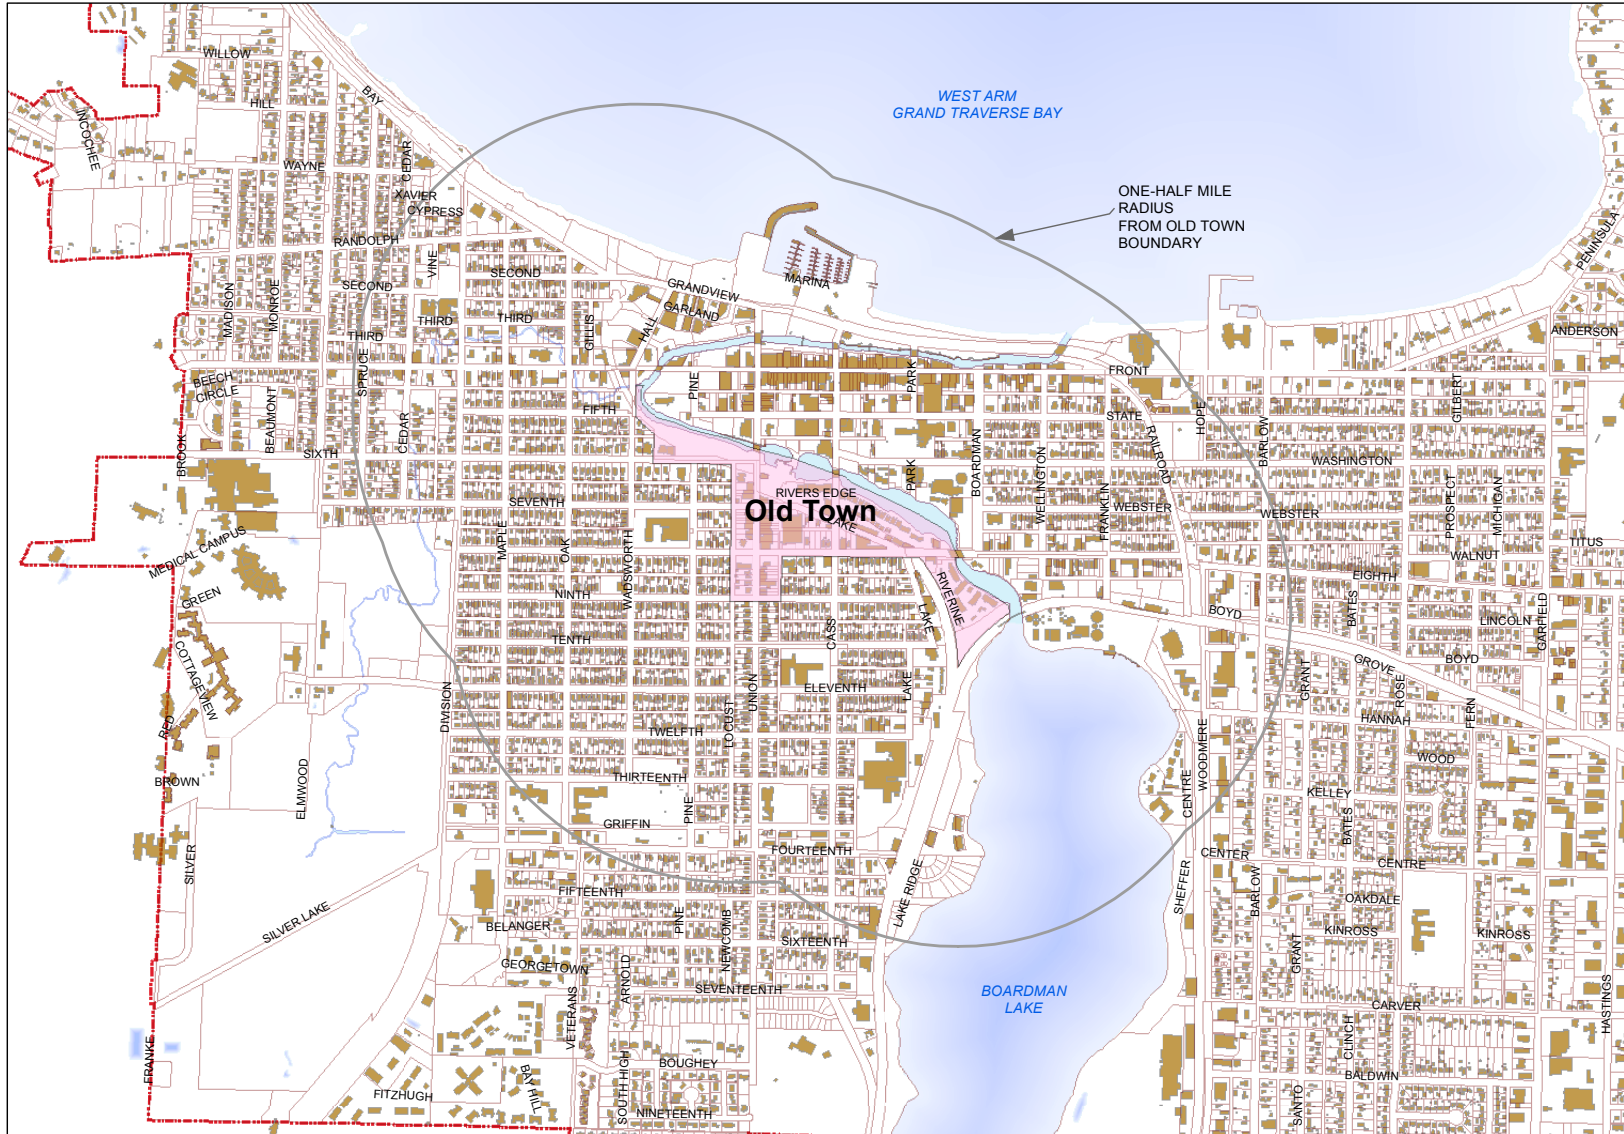 WILLOW
BAY
HILL
INCOCHEE
WAYNE
CEDAR
XAVIER
CYPRESS
RANDOLPH
VINE
SECOND
SECOND
MADISON
MONROE
THIRD
THIRD
THIRD
GILLIS
HALL
GRANDVIEW
GARLAND
MARINA
WEST ARM
GRAND TRAVERSE BAY
ONE-HALF MILE
RADIUS
FROM OLD TOWN
BOUNDARY
PENINSULA
ANDERSON
BEECH
CIRCLE
BEAUMONT
SPRUCE
CEDAR
BROOK
SIXTH
FIFTH
PINE
PARK
FRONT
STATE
RAILROAD
HOPE
BARLOW
GILBERT
WASHINGTON
SEVENTH
MAPLE
OAK
WADSWORTH
RIVERS EDGE
Old Town
LAKE
PARK
BOARDMAN
WELLINGTON
FRANKLIN
WEBSTER
WEBSTER
PROSPECT
MICHIGAN
WALNUT
TITUS
MEDICAL CAMPUS
GREEN
COTTAGEVIEW
RED
BROWN
NINTH
TENTH
CASS
LAKE
RIVERINE
BOYD
EIGHTH
BATES
LINCOLN
GARFIELD
BOYD
GROVE
GRANT
ROSE
HANNAH
FERN
WOOD
DIVISION
ELEVENTH
LAKE
UNION
LOCUST
TWELFTH
THIRTEENTH
PINE
GRIFFIN
FOURTEENTH
ELMWOOD
SILVER
SILVER LAKE
FIFTEENTH
BELANGER
GEORGETOWN
PINE
NEWCOMB
SIXTEENTH
SEVENTEENTH
ARNOLD
VETERANS
LAKE RIDGE
WOODMERE
CENTRE
KELLEY
BATES
CENTER
CENTRE
SHEFFER
BARLOW
OAKDALE
KINROSS
KINROSS
GRANT
CARVER
CLINCH
BALDWIN
SANTO
HASTINGS
BOARDMAN
LAKE
FRANKE
FITZHUGH
BAY HILL
SOUTH HIGH
BOUGHEY
NINETEENTH